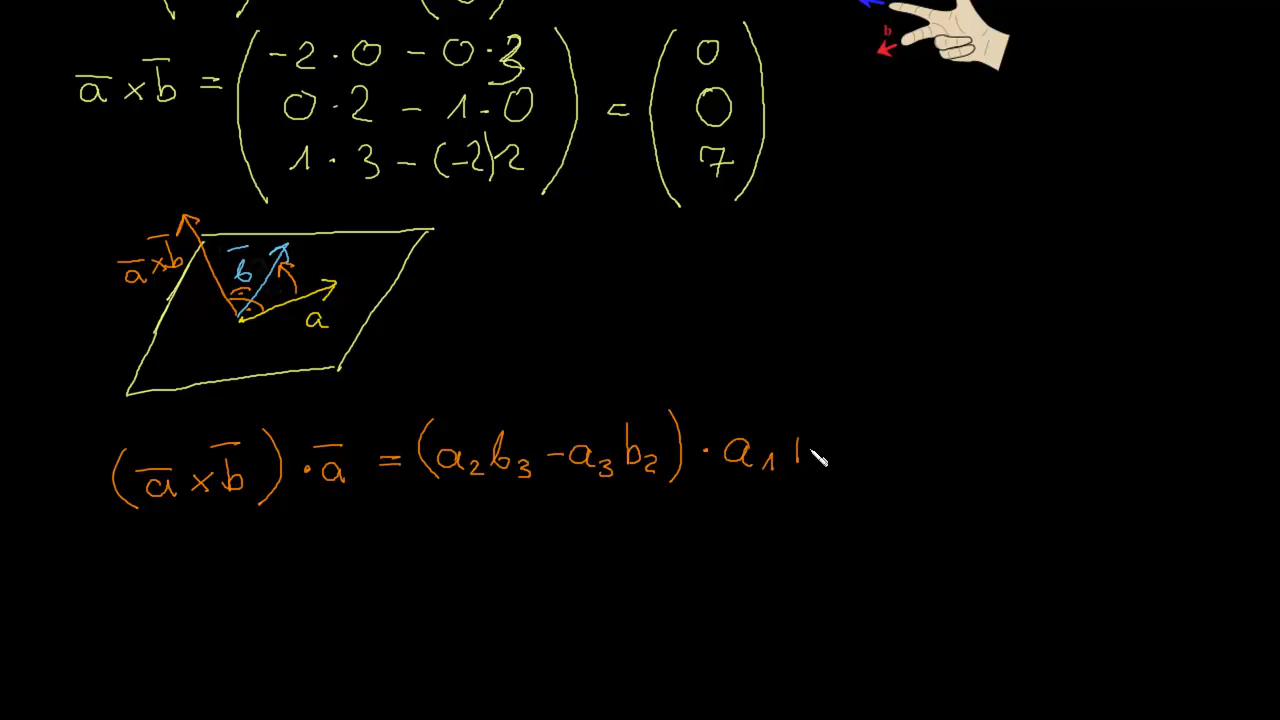 b
a̅ × b̅ = ( -2 · 0 - 0 · 3 ) = ( 0 )
( 0 · 2 - 1 · 0 ) ( 0 )
( 1 · 3 - (-2) 2 ) ( 7 )
a̅ × b̅
b̅
a
(a̅ × b̅) · a̅ = (a₂b₃ - a₃b₂) · a₁